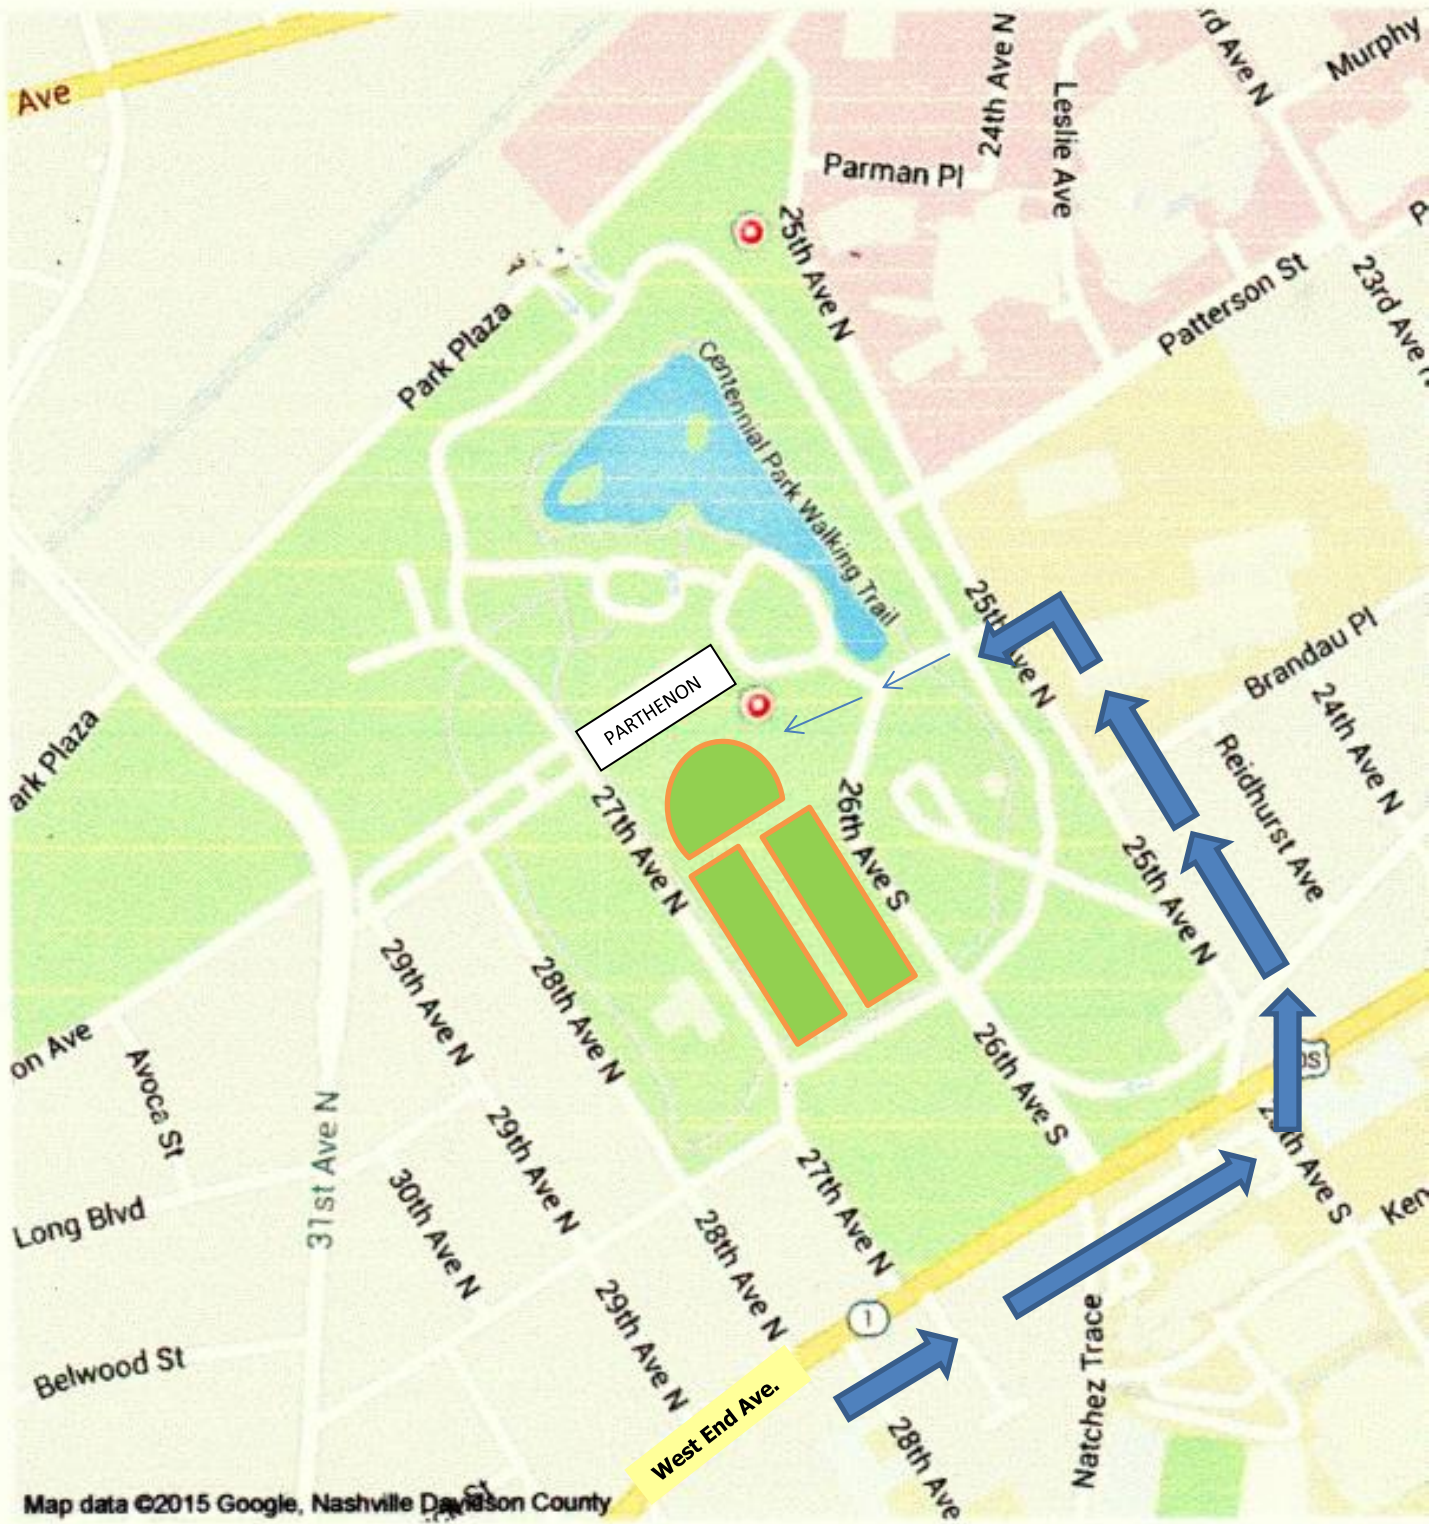 Ave
24th Ave N
rd Ave N
Murphy
Leslie Ave
Parman Pl
25th Ave N
Patterson St
23rd Ave N
Park Plaza
Centennial Park Walking Trail
25th Ave N
Brandau Pl
24th Ave N
PARTHENON
ark Plaza
Reidhurst Ave
27th Ave N
26th Ave S
25th Ave N
29th Ave N
28th Ave N
on Ave
Avoca St
26th Ave S
31st Ave N
29th Ave N
27th Ave N
th Ave S
Ken
30th Ave N
Long Blvd
28th Ave N
29th Ave N
1
Natchez Trace
Belwood St
West End Ave.
28th Ave
Map data ©2015 Google, Nashville Davidson County